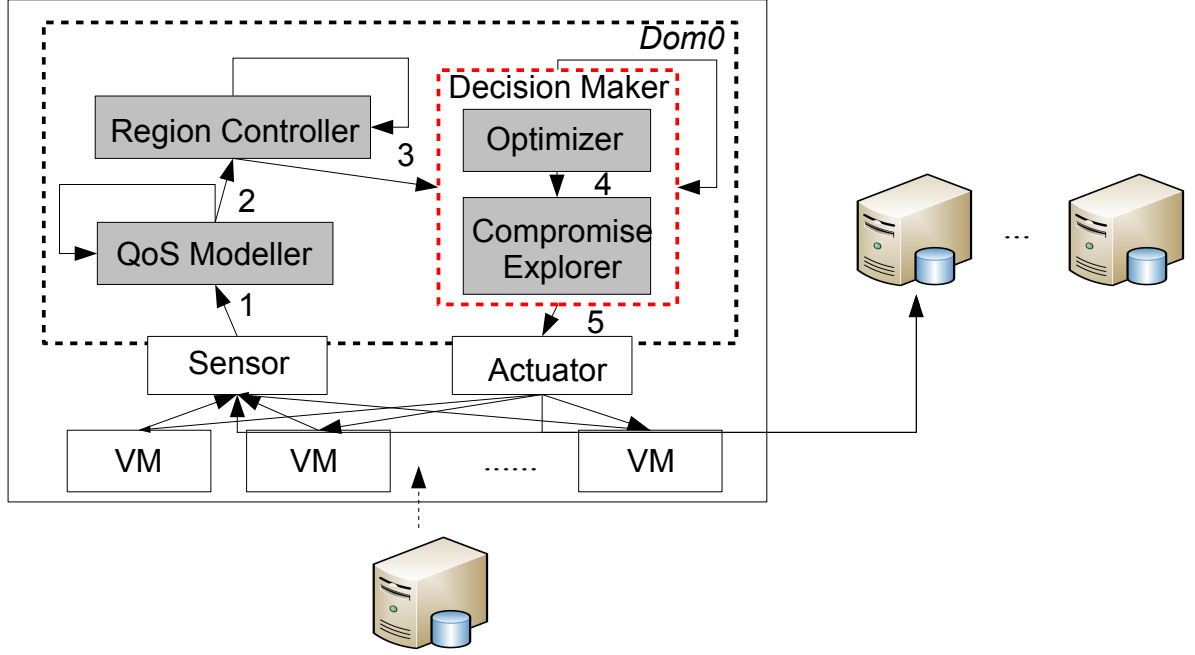 Dom0
Decision Maker
Region Controller
Optimizer
3
4
2
Compromise
Explorer
QoS Modeller
1
5
Sensor
Actuator
VM
VM
......
VM
...